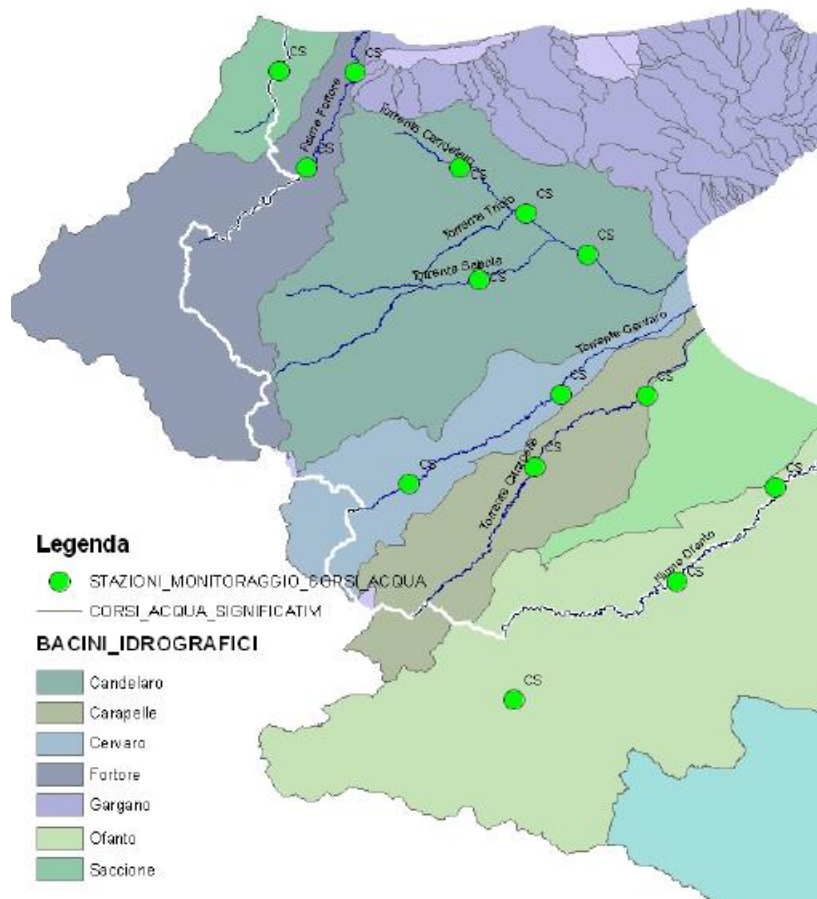 CS
CS
Fiume Fortore
CS
Torrente Candelaro
CS
CS
Torrente Triolo
CS
Torrente Salsola
CS
Torrente Cervaro
CS
CS
CS
Torrente Carapelle
CS
CS
Fiume Ofanto
CS
CS
Legenda
STAZIONI_MONITORAGGIO_CORSI_ACQUA
CORSI_ACQUA_SIGNIFICATIVI
BACINI_IDROGRAFICI
Candelaro
Carapelle
Cervaro
Fortore
Gargano
Ofanto
Saccione